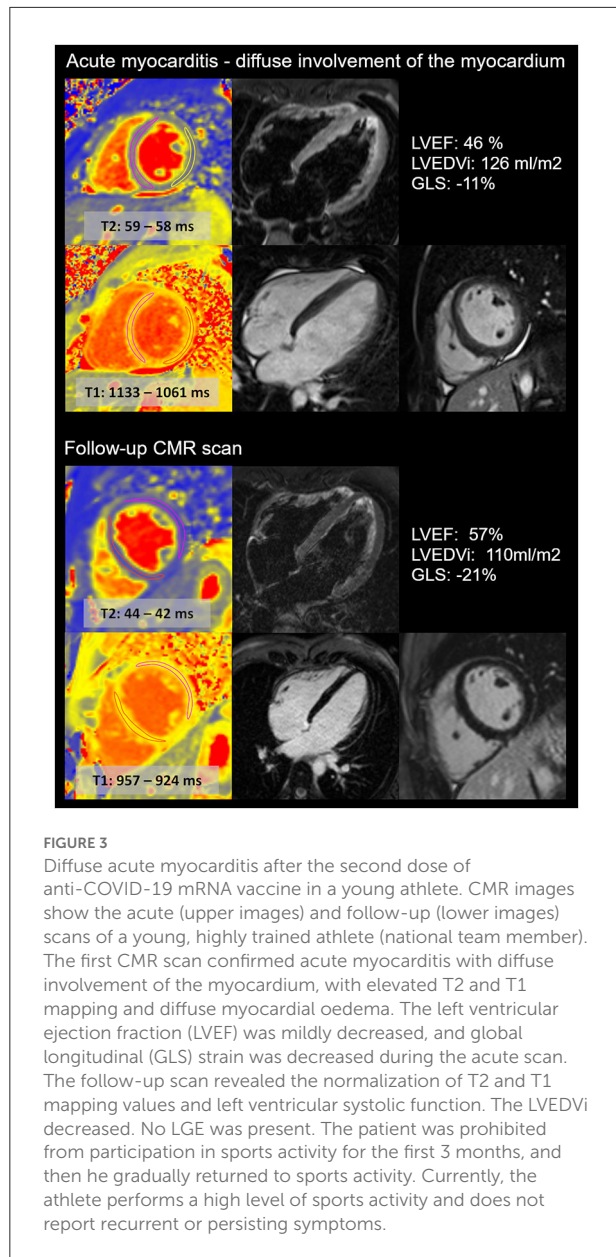 Acute myocarditis - diffuse involvement of the myocardium
LVEF: 46 %
LVEDVi: 126 ml/m2
GLS: -11%
T2: 59 – 58 ms
T1: 1133 – 1061 ms
Follow-up CMR scan
LVEF: 57%
LVEDVi: 110ml/m2
GLS: -21%
T2: 44 – 42 ms
T1: 957 – 924 ms
FIGURE 3
Diffuse acute myocarditis after the second dose of
anti-COVID-19 mRNA vaccine in a young athlete. CMR images
show the acute (upper images) and follow-up (lower images)
scans of a young, highly trained athlete (national team member).
The first CMR scan confirmed acute myocarditis with diffuse
involvement of the myocardium, with elevated T2 and T1
mapping and diffuse myocardial oedema. The left ventricular
ejection fraction (LVEF) was mildly decreased, and global
longitudinal (GLS) strain was decreased during the acute scan.
The follow-up scan revealed the normalization of T2 and T1
mapping values and left ventricular systolic function. The LVEDVi
decreased. No LGE was present. The patient was prohibited
from participation in sports activity for the first 3 months, and
then he gradually returned to sports activity. Currently, the
athlete performs a high level of sports activity and does not
report recurrent or persisting symptoms.